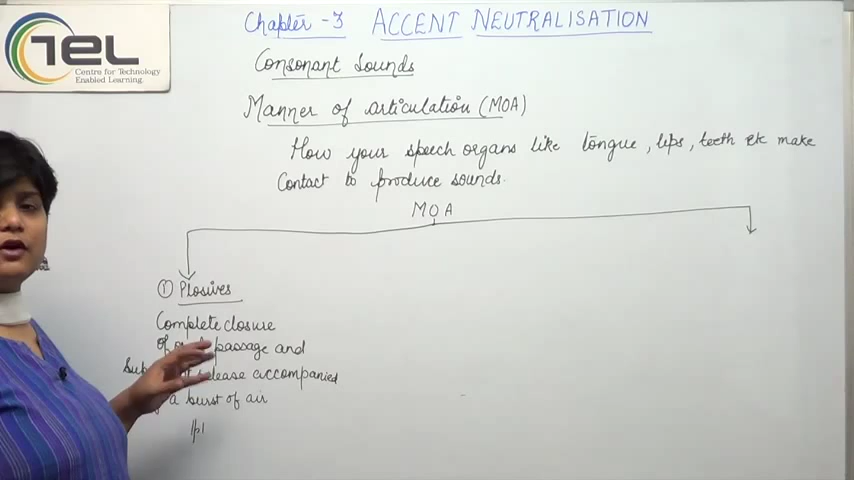 TEL
Centre for Technology
Enabled Learning.
Chapter - 3 ACCENT NEUTRALISATION
Consonant Sounds
Manner of articulation (MOA)
How your speech organs like tongue, lips, teeth etc make
Contact to produce sounds.
MOA
① Plosives
Complete closure
of passage and
release accompanied
a burst of air
/p/